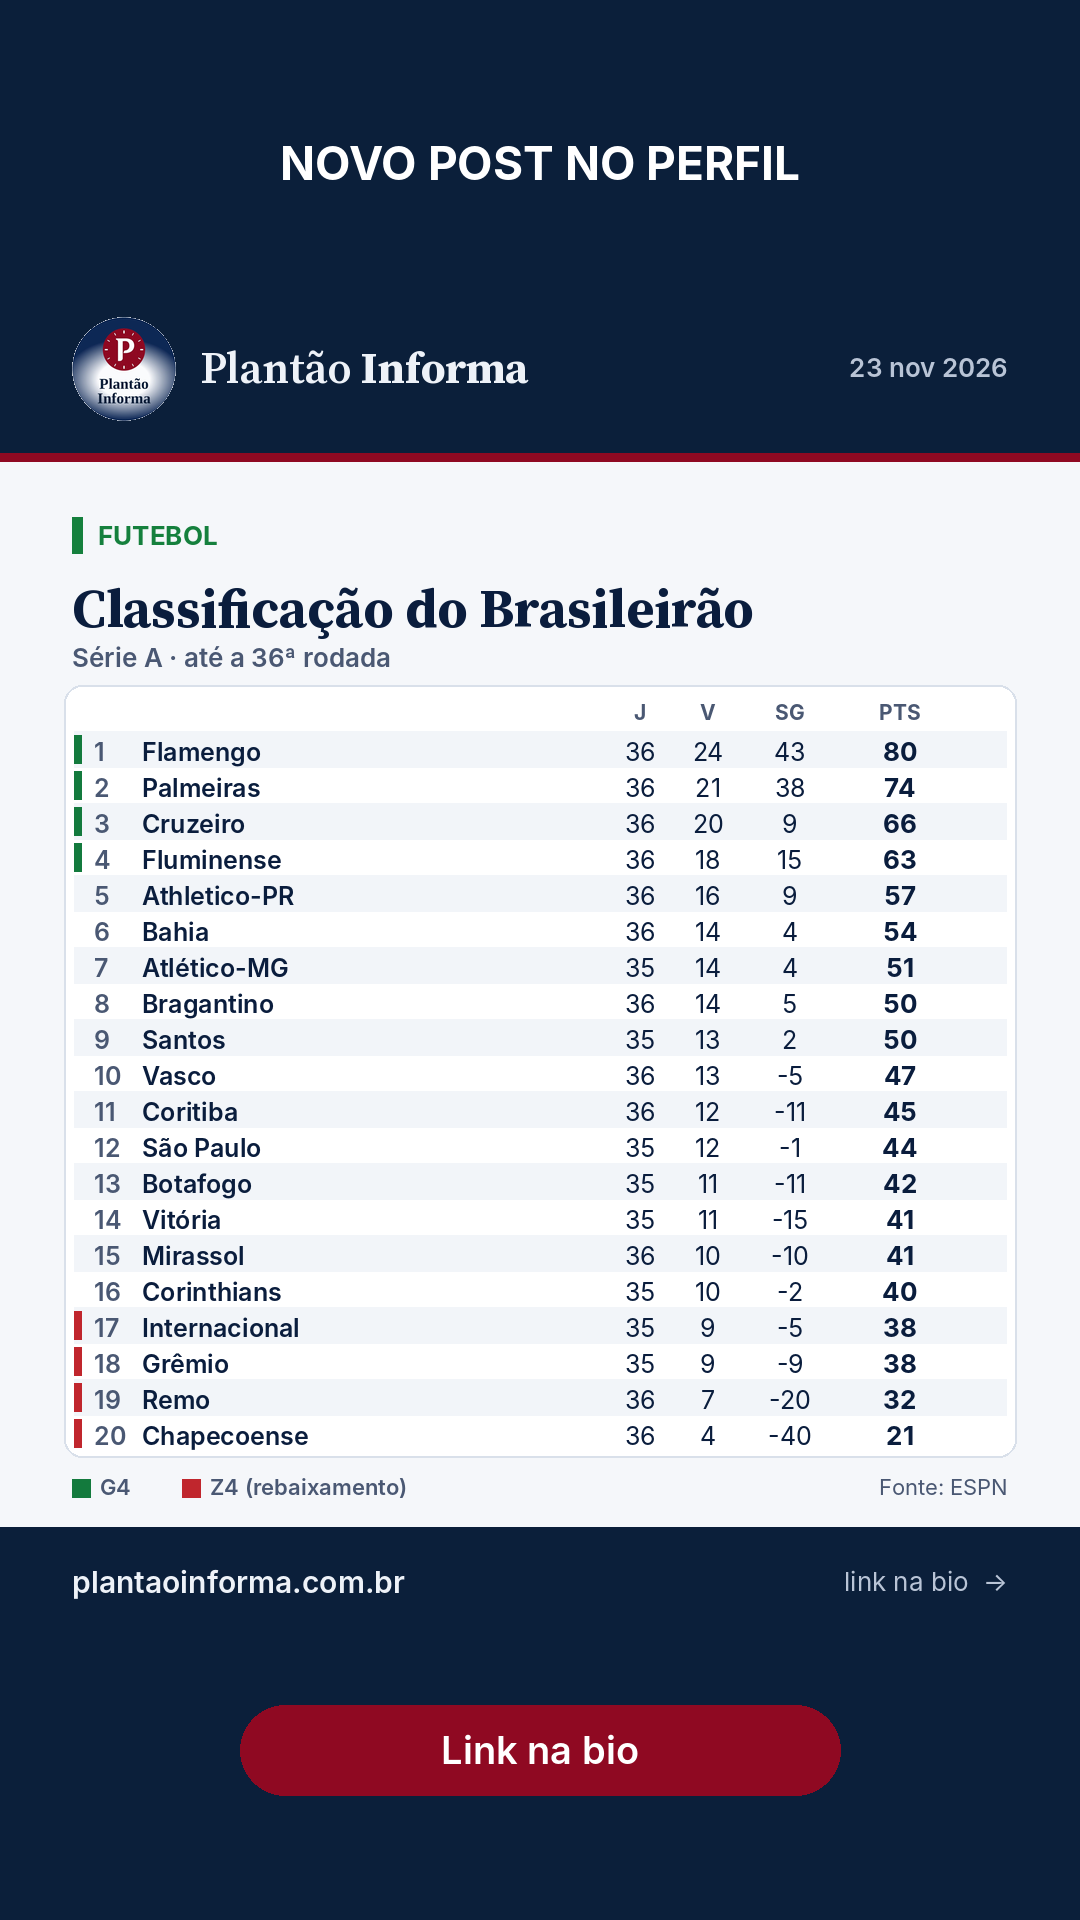 NOVO POST NO PERFIL
P
Plantão
Informa
Plantão Informa
23 nov 2026
FUTEBOL
Classificação do Brasileirão
Série A · até a 36ª rodada
J V SG PTS
1 Flamengo 36 24 43 80
2 Palmeiras 36 21 38 74
3 Cruzeiro 36 20 9 66
4 Fluminense 36 18 15 63
5 Athletico-PR 36 16 9 57
6 Bahia 36 14 4 54
7 Atlético-MG 35 14 4 51
8 Bragantino 36 14 5 50
9 Santos 35 13 2 50
10 Vasco 36 13 -5 47
11 Coritiba 36 12 -11 45
12 São Paulo 35 12 -1 44
13 Botafogo 35 11 -11 42
14 Vitória 35 11 -15 41
15 Mirassol 36 10 -10 41
16 Corinthians 35 10 -2 40
17 Internacional 35 9 -5 38
18 Grêmio 35 9 -9 38
19 Remo 36 7 -20 32
20 Chapecoense 36 4 -40 21
G4 Z4 (rebaixamento) Fonte: ESPN
plantaoinforma.com.br link na bio →
Link na bio